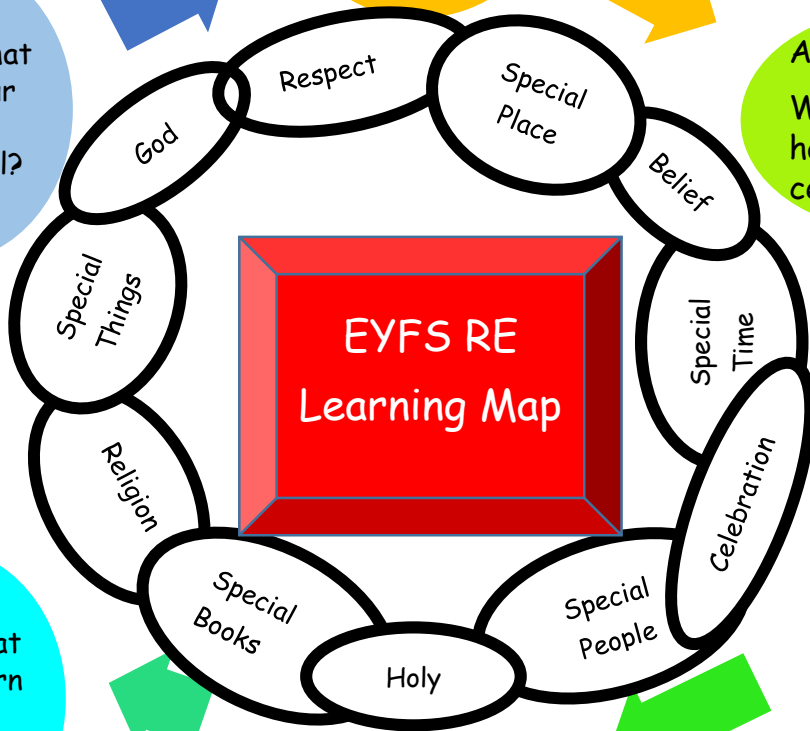 Respect
Special
Place
Belief
Special
Time
Celebration
Special
People
Holy
Special
Books
Religion
Special
Things
God
EYFS RE
Learning Map